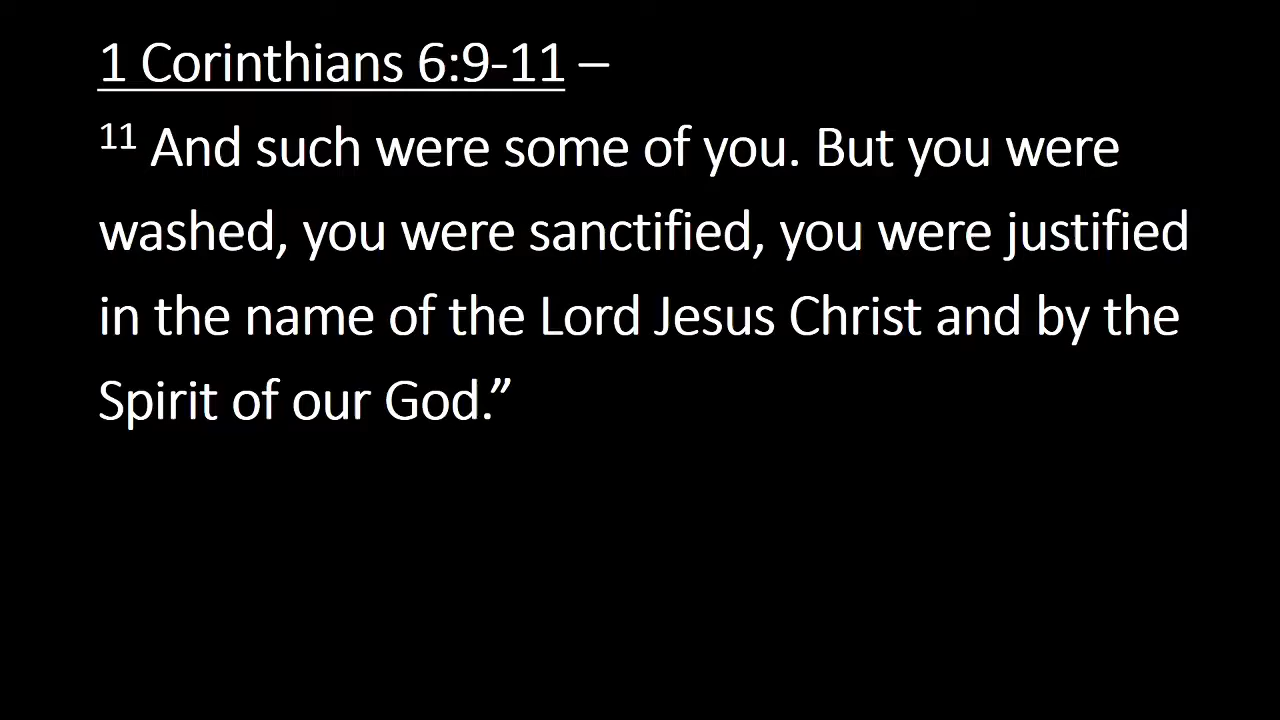 1 Corinthians 6:9-11 –
11 And such were some of you. But you were
washed, you were sanctified, you were justified
in the name of the Lord Jesus Christ and by the
Spirit of our God.”